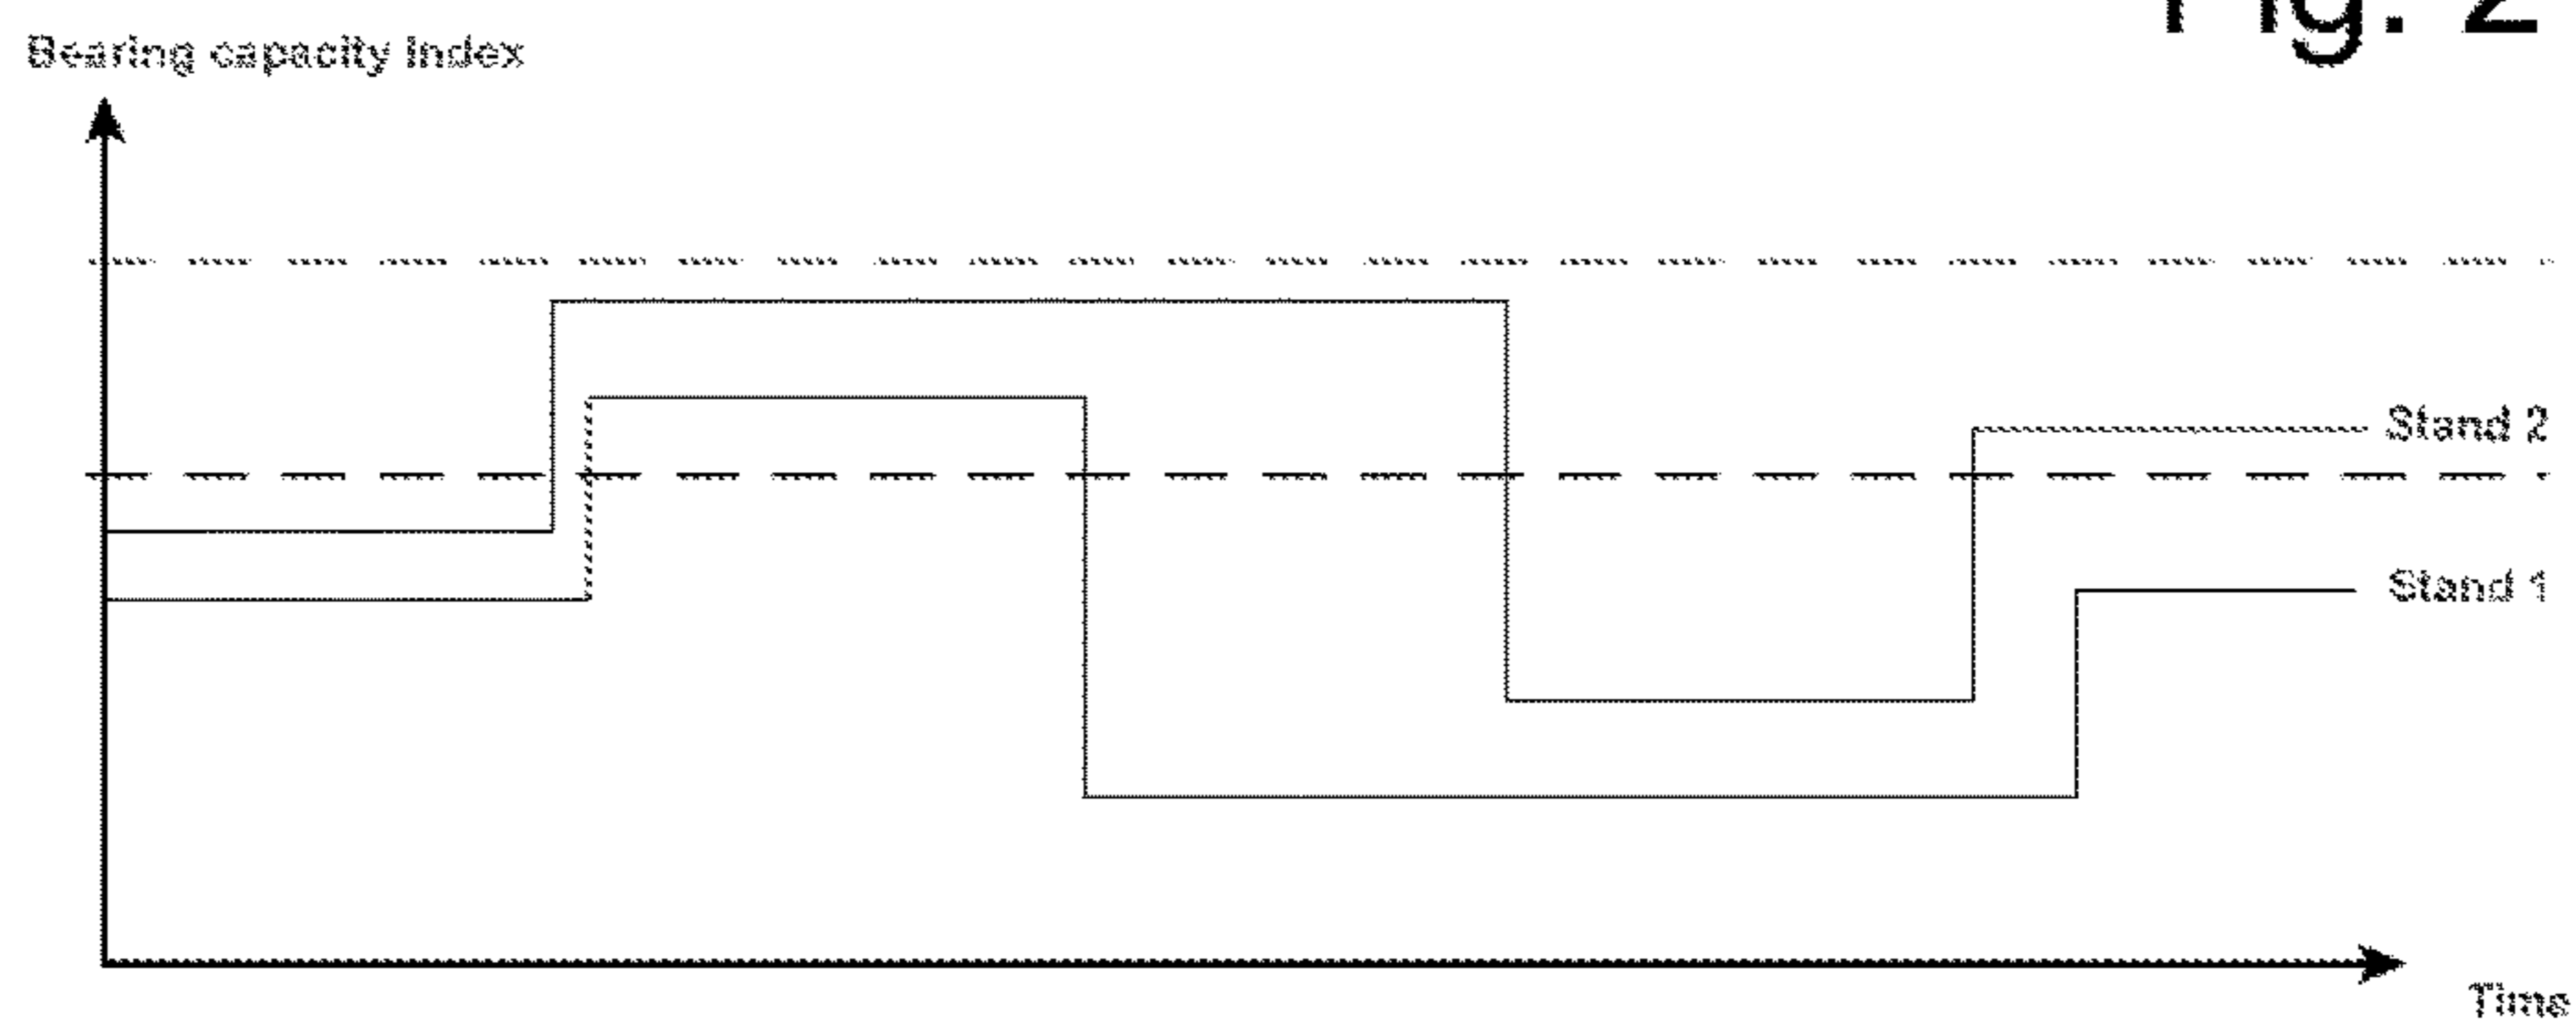 Fig. 2
Bearing capacity index
Stand 2
Stand 1
Time